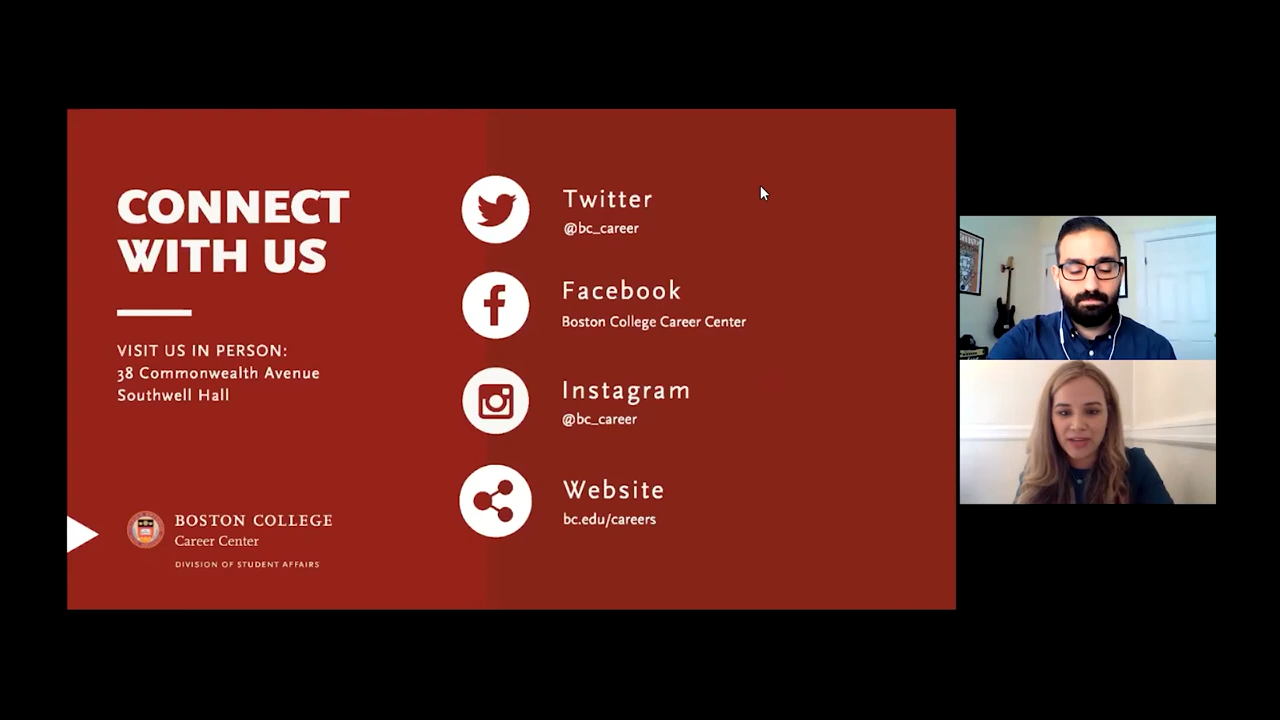 CONNECT
WITH US
VISIT US IN PERSON:
38 Commonwealth Avenue
Southwell Hall
BOSTON COLLEGE
Career Center
DIVISION OF STUDENT AFFAIRS
Twitter
@bc_career
Facebook
Boston College Career Center
Instagram
@bc_career
Website
bc.edu/careers